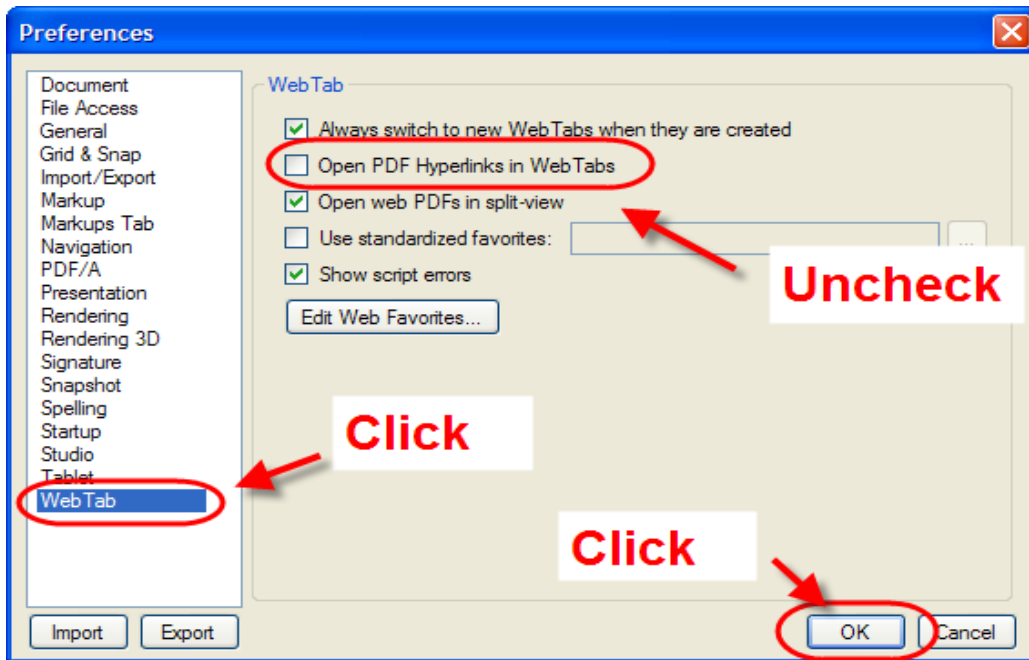 Preferences
Document
File Access
General
Grid & Snap
Import/Export
Markup
Markups Tab
Navigation
PDF/A
Presentation
Rendering
Rendering 3D
Signature
Snapshot
Spelling
Startup
Studio
Tablet
WebTab
WebTab
Always switch to new WebTabs when they are created
Open PDF Hyperlinks in WebTabs
Open web PDFs in split-view
Use standardized favorites:
...
Show script errors
Edit Web Favorites...
Uncheck
Click
Click
Import
Export
OK
Cancel